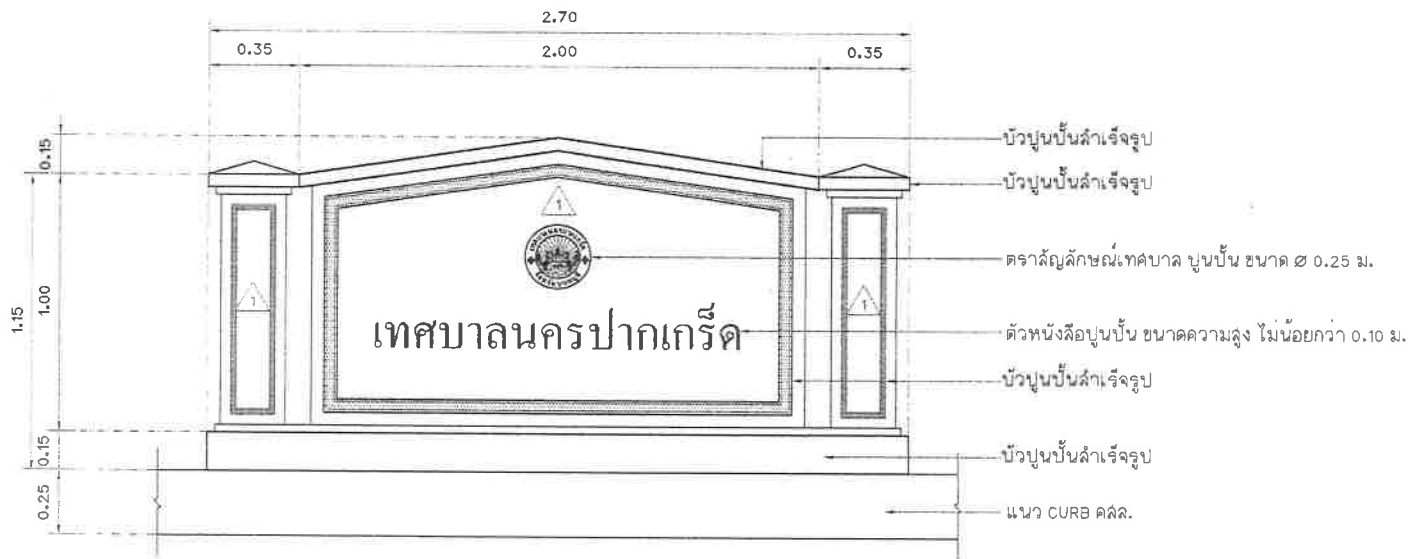 2.70
0.35 2.00 0.35
0.15
1.15
1.00
0.15
0.25
บัวปูนปั้นสำเร็จรูป
บัวปูนปั้นสำเร็จรูป
1
ตราสัญลักษณ์เทศบาล ปูนปั้น ขนาด Ø 0.25 ม.
1
1
เทศบาลนครปากเกร็ด
ตัวหนังสือปูนปั้น ขนาดความสูง ไม่น้อยกว่า 0.10 ม.
บัวปูนปั้นสำเร็จรูป
บัวปูนปั้นสำเร็จรูป
แนว CURB คสล.